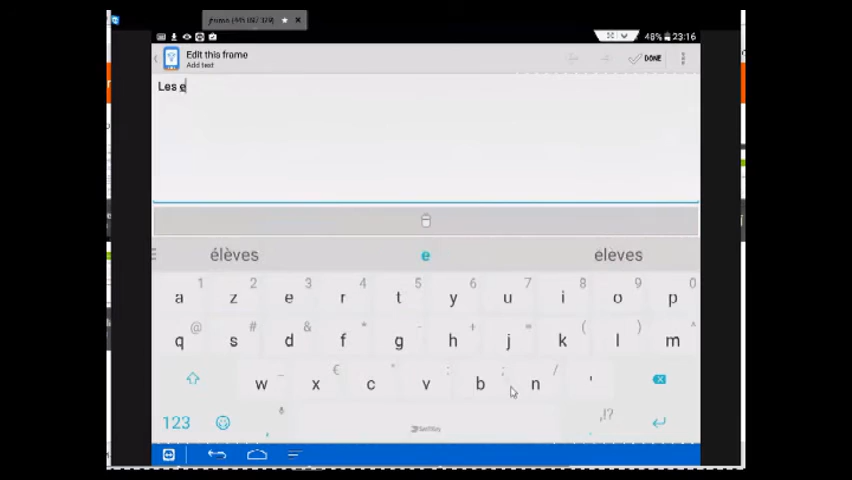 48% 23:16
Edit this frame
Add text
DONE
Les e
élèves e eleves
1 2 3 4 5 6 7 8 9 0
a z e r t y u i o p
@ # & * - + = ( ) ^
q s d f g h j k l m
_ € " : ; /
w x c v b n '
123 , ,!?
SwiftKey